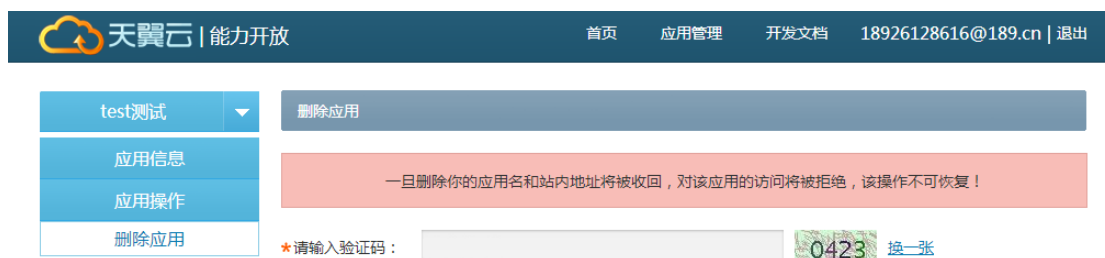 天翼云 | 能力开放 首页 应用管理 开发文档 18926128616@189.cn | 退出
test测试 删除应用
应用信息
一旦删除你的应用名和站内地址将被收回，对该应用的访问将被拒绝，该操作不可恢复！
应用操作
删除应用
*请输入验证码： 0423 换一张